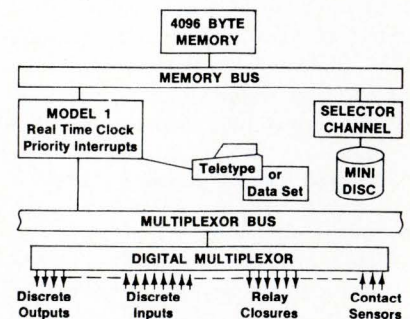 4096 BYTE
MEMORY
MEMORY BUS
MODEL 1
Real Time Clock
Priority Interrupts
SELECTOR
CHANNEL
Teletype
or
Data Set
MINI
DISC
MULTIPLEXOR BUS
DIGITAL MULTIPLEXOR
Discrete
Outputs
Discrete
Inputs
Relay
Closures
Contact
Sensors